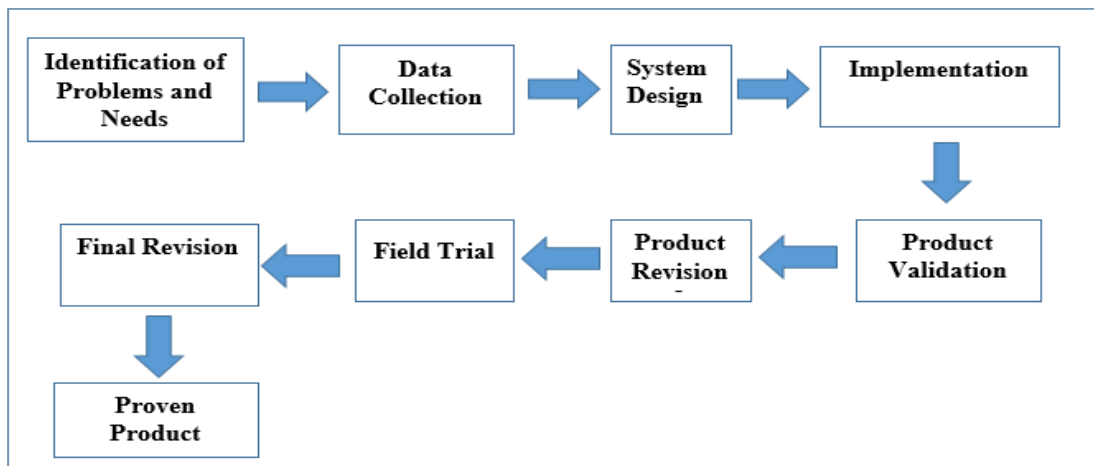 Identification of
Problems and
Needs
Data
Collection
System
Design
Implementation
Product
Validation
Product
Revision
Field Trial
Final Revision
Proven
Product